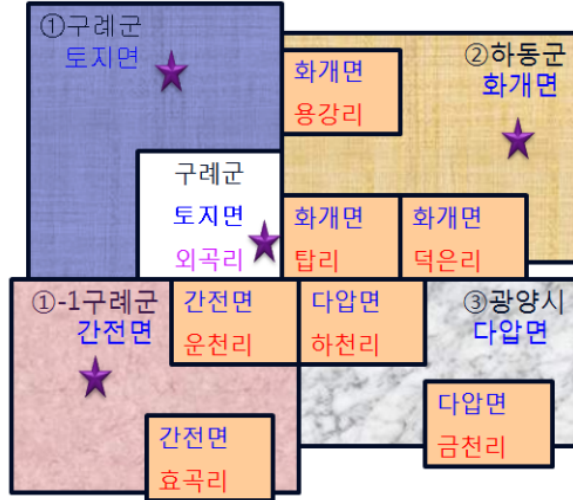 ①구례군
토지면
②하동군
화개면
화개면
용강리
구례군
토지면
외곡리
화개면
탑리
화개면
덕은리
①-1구례군
간전면
간전면
운천리
다압면
하천리
③광양시
다압면
다압면
금천리
간전면
효곡리